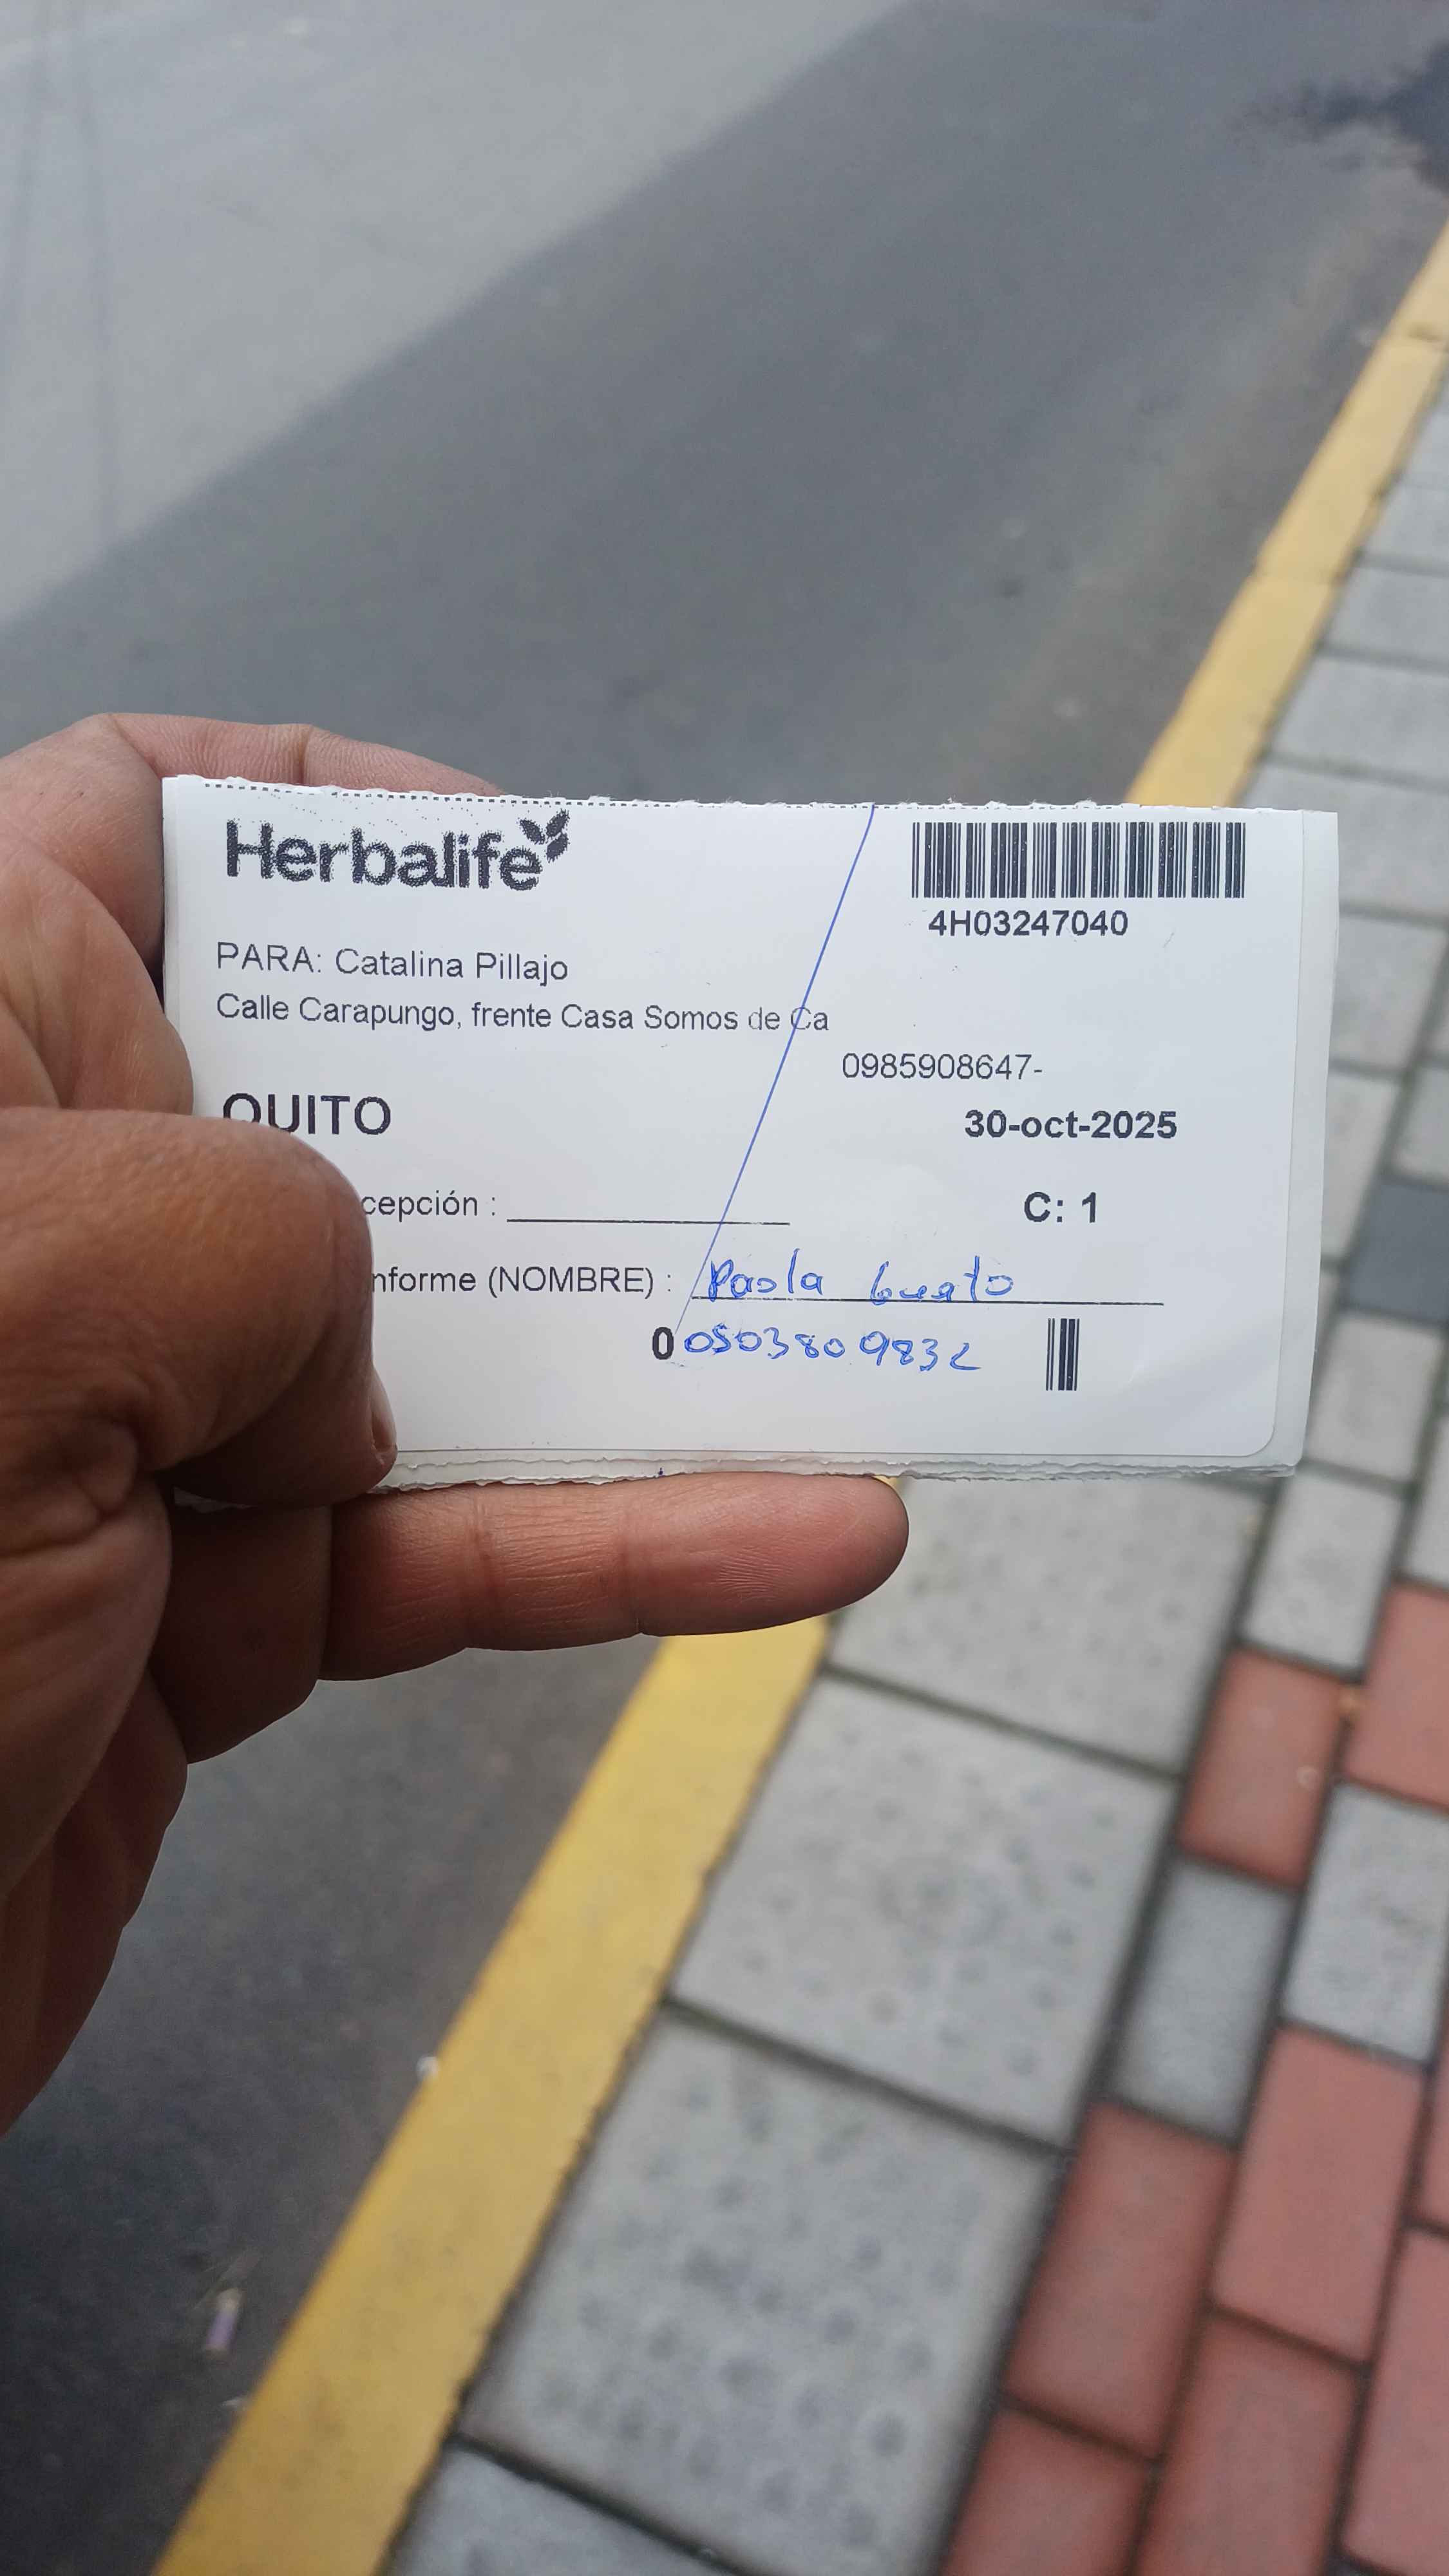 Herbalife
4H03247040
PARA: Catalina Pillajo
Calle Carapungo, frente Casa Somos de Ca
0985908647-
QUITO
30-oct-2025
cepción :
C: 1
nforme (NOMBRE) : Paola
0 0503809832